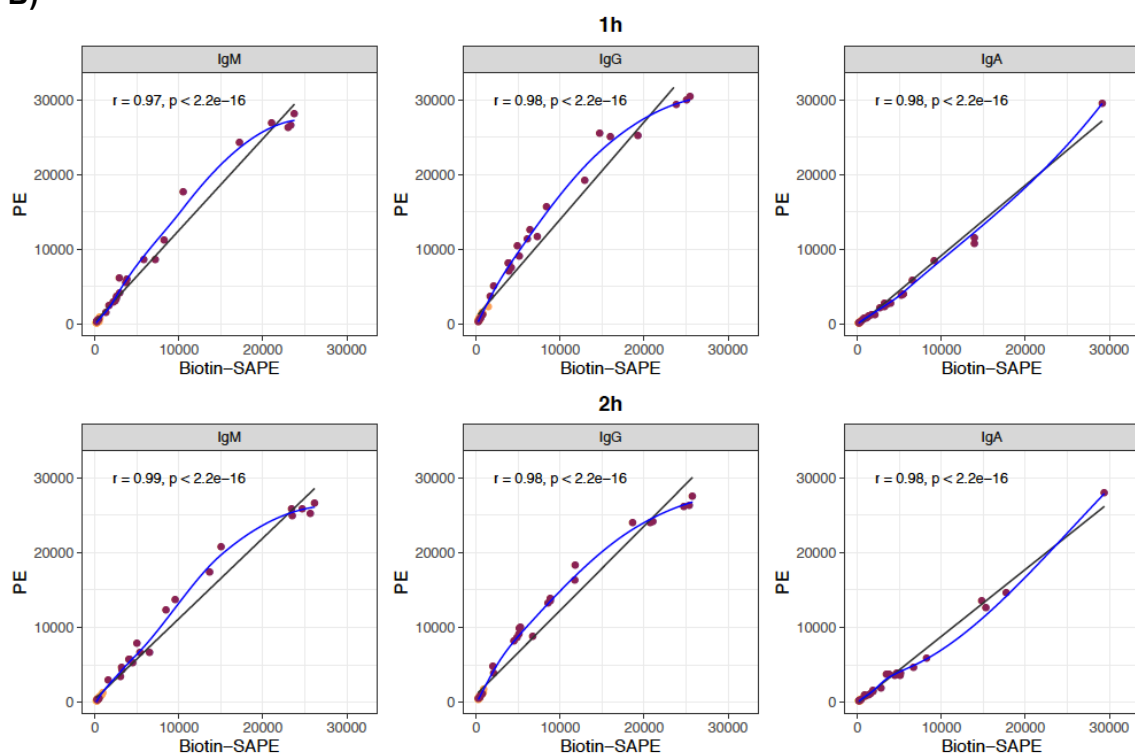 B)
1h
IgM IgG IgA
r = 0.97, p < 2.2e−16 r = 0.98, p < 2.2e−16 r = 0.98, p < 2.2e−16
30000 30000 30000
20000 20000 20000
10000 10000 10000
0 0 0
PE PE PE
0 10000 20000 30000 0 10000 20000 30000 0 10000 20000 30000
Biotin−SAPE Biotin−SAPE Biotin−SAPE
2h
IgM IgG IgA
r = 0.99, p < 2.2e−16 r = 0.98, p < 2.2e−16 r = 0.98, p < 2.2e−16
30000 30000 30000
20000 20000 20000
10000 10000 10000
0 0 0
PE PE PE
0 10000 20000 30000 0 10000 20000 30000 0 10000 20000 30000
Biotin−SAPE Biotin−SAPE Biotin−SAPE